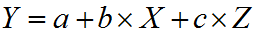 Y = a + b × X + c × Z